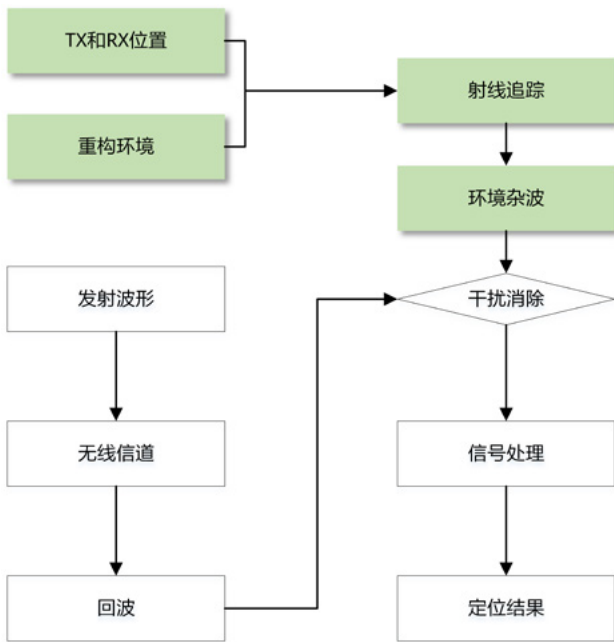 TX和RX位置
射线追踪
重构环境
环境杂波
发射波形
干扰消除
无线信道
信号处理
回波
定位结果